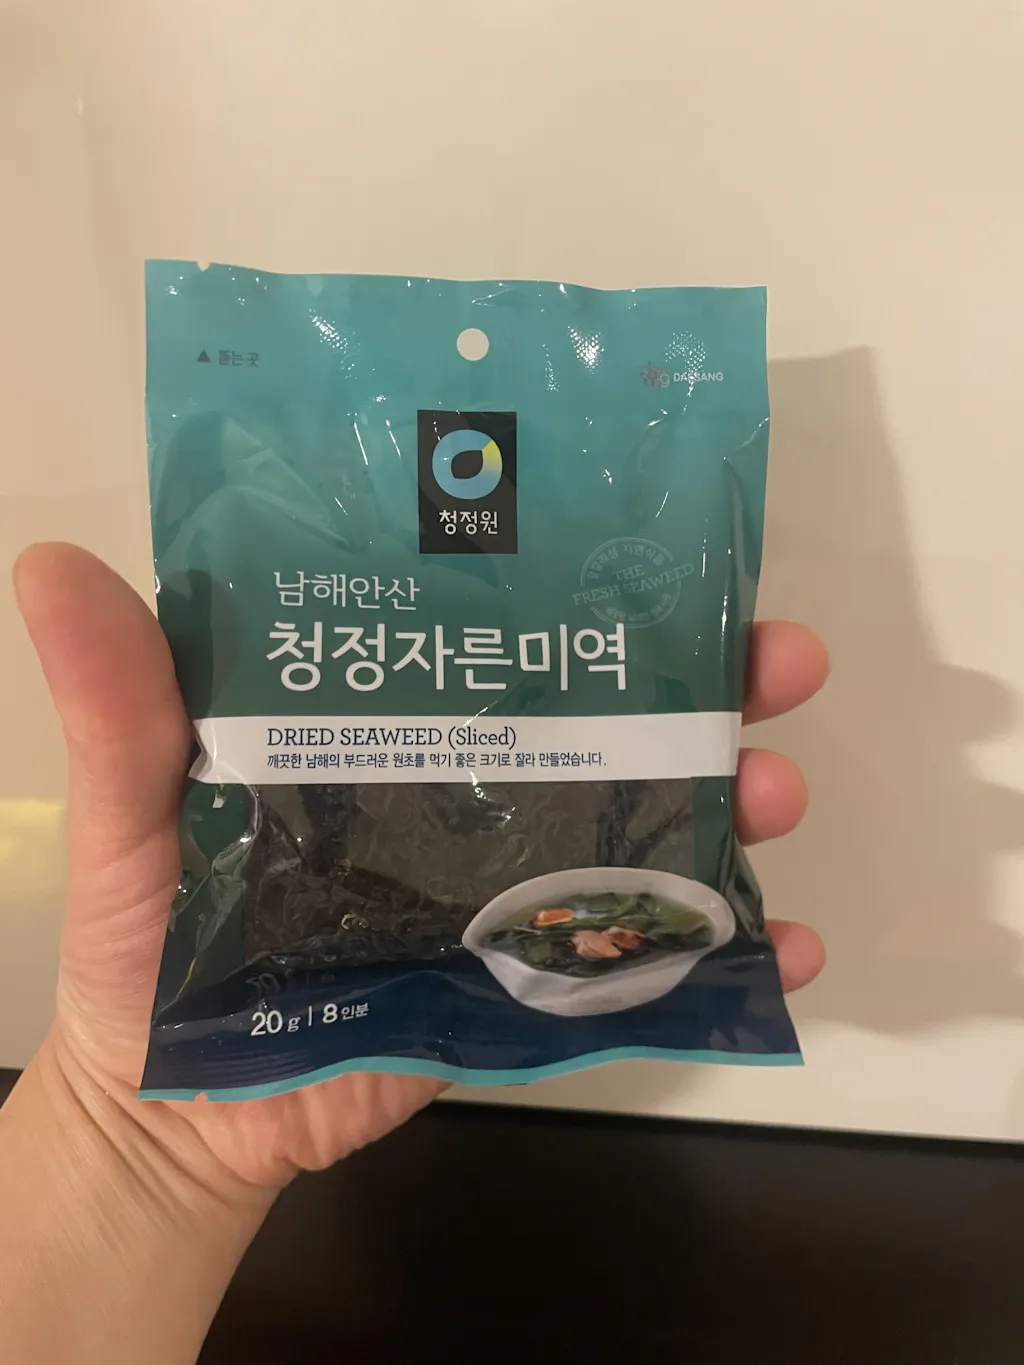 ▲ 뜯는 곳
DAESANG
청정원
남해안산
청정자른미역
THE
FRESH SEAWEED
DRIED SEAWEED (Sliced)
깨끗한 남해의 부드러운 원초를 먹기 좋은 크기로 잘라 만들었습니다.
20g | 8인분